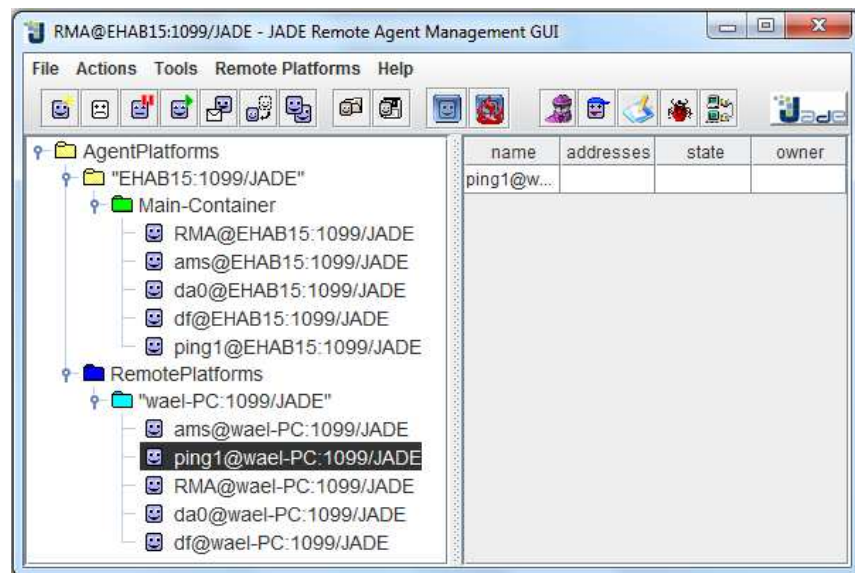 RMA@EHAB15:1099/JADE - JADE Remote Agent Management GUI
File Actions Tools Remote Platforms Help
Jade
AgentPlatforms
"EHAB15:1099/JADE"
Main-Container
RMA@EHAB15:1099/JADE
ams@EHAB15:1099/JADE
da0@EHAB15:1099/JADE
df@EHAB15:1099/JADE
ping1@EHAB15:1099/JADE
RemotePlatforms
"wael-PC:1099/JADE"
ams@wael-PC:1099/JADE
ping1@wael-PC:1099/JADE
RMA@wael-PC:1099/JADE
da0@wael-PC:1099/JADE
df@wael-PC:1099/JADE
name addresses state owner
ping1@w...